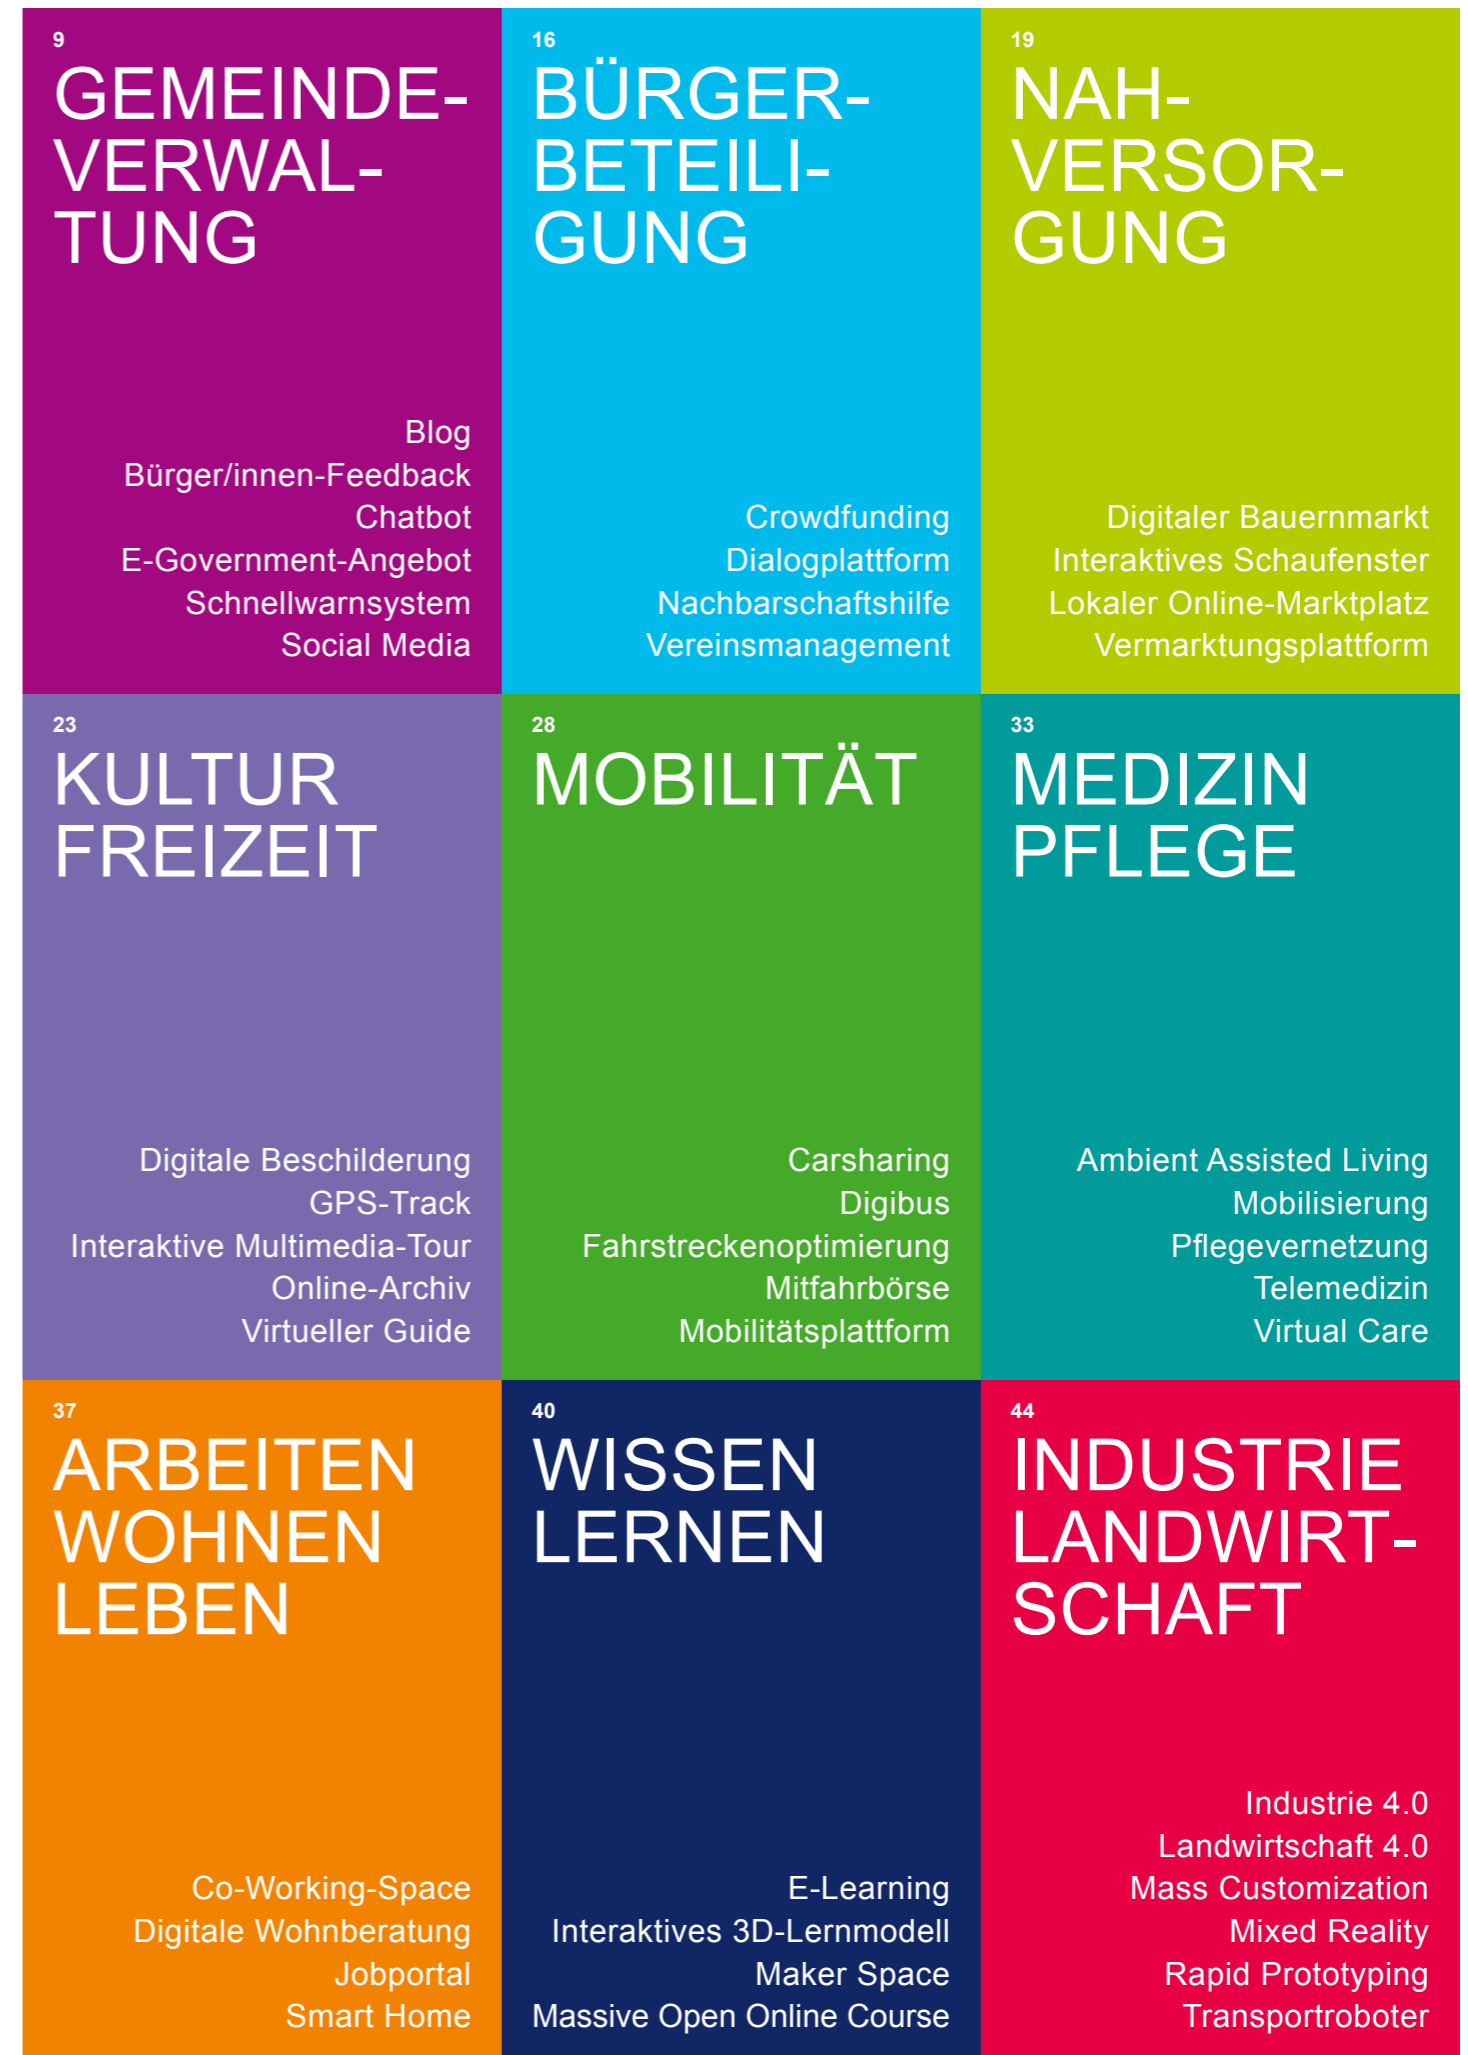 9
GEMEINDE-
VERWAL-
TUNG
Blog
Bürger/innen-Feedback
Chatbot
E-Government-Angebot
Schnellwarnsystem
Social Media
16
BÜRGER-
BETEILI-
GUNG
Crowdfunding
Dialogplattform
Nachbarschaftshilfe
Vereinsmanagement
19
NAH-
VERSOR-
GUNG
Digitaler Bauernmarkt
Interaktives Schaufenster
Lokaler Online-Marktplatz
Vermarktungsplattform
23
KULTUR
FREIZEIT
Digitale Beschilderung
GPS-Track
Interaktive Multimedia-Tour
Online-Archiv
Virtueller Guide
28
MOBILITÄT
Carsharing
Digibus
Fahrstreckenoptimierung
Mitfahrbörse
Mobilitätsplattform
33
MEDIZIN
PFLEGE
Ambient Assisted Living
Mobilisierung
Pflegevernetzung
Telemedizin
Virtual Care
37
ARBEITEN
WOHNEN
LEBEN
Co-Working-Space
Digitale Wohnberatung
Jobportal
Smart Home
40
WISSEN
LERNEN
E-Learning
Interaktives 3D-Lernmodell
Maker Space
Massive Open Online Course
44
INDUSTRIE
LANDWIRT-
SCHAFT
Industrie 4.0
Landwirtschaft 4.0
Mass Customization
Mixed Reality
Rapid Prototyping
Transportroboter